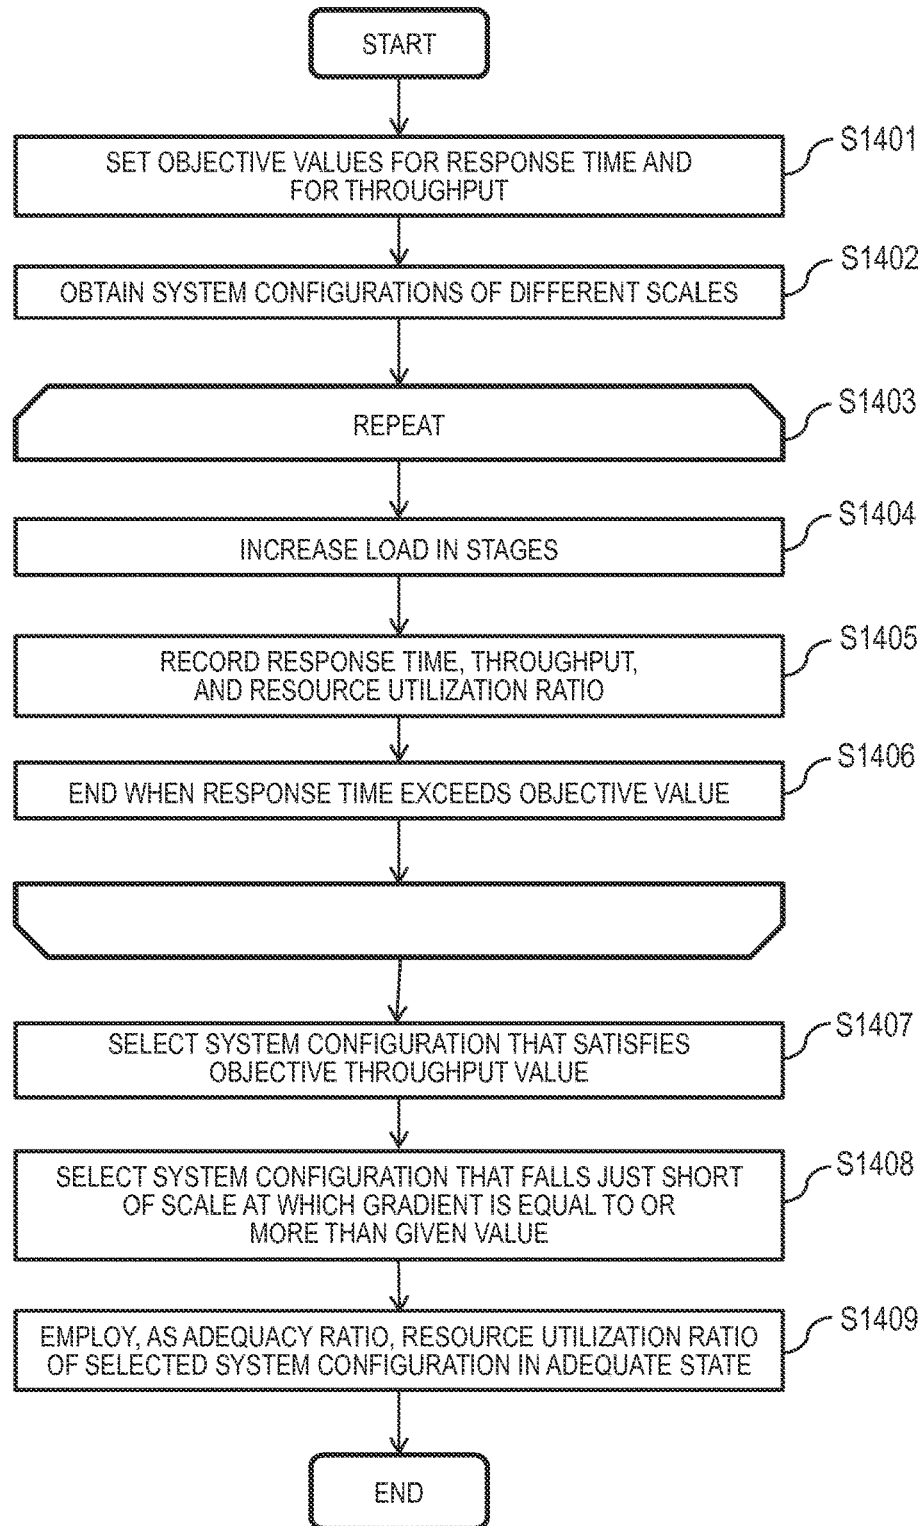 START
S1401
SET OBJECTIVE VALUES FOR RESPONSE TIME AND
FOR THROUGHPUT
S1402
OBTAIN SYSTEM CONFIGURATIONS OF DIFFERENT SCALES
S1403
REPEAT
S1404
INCREASE LOAD IN STAGES
S1405
RECORD RESPONSE TIME, THROUGHPUT,
AND RESOURCE UTILIZATION RATIO
S1406
END WHEN RESPONSE TIME EXCEEDS OBJECTIVE VALUE
S1407
SELECT SYSTEM CONFIGURATION THAT SATISFIES
OBJECTIVE THROUGHPUT VALUE
S1408
SELECT SYSTEM CONFIGURATION THAT FALLS JUST SHORT
OF SCALE AT WHICH GRADIENT IS EQUAL TO OR
MORE THAN GIVEN VALUE
S1409
EMPLOY, AS ADEQUACY RATIO, RESOURCE UTILIZATION RATIO
OF SELECTED SYSTEM CONFIGURATION IN ADEQUATE STATE
END